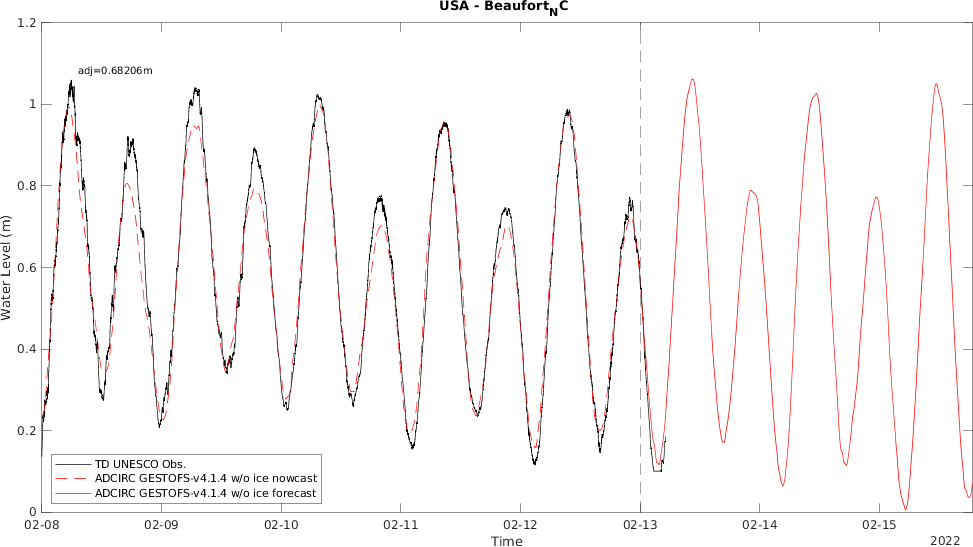 USA - Beaufort_NC
adj=0.68206m
1.2
1
0.8
0.6
0.4
0.2
0
Water Level (m)
TD UNESCO Obs.
ADCIRC GESTOFS-v4.1.4 w/o ice nowcast
ADCIRC GESTOFS-v4.1.4 w/o ice forecast
02-08 02-09 02-10 02-11 02-12 02-13 02-14 02-15
Time
2022